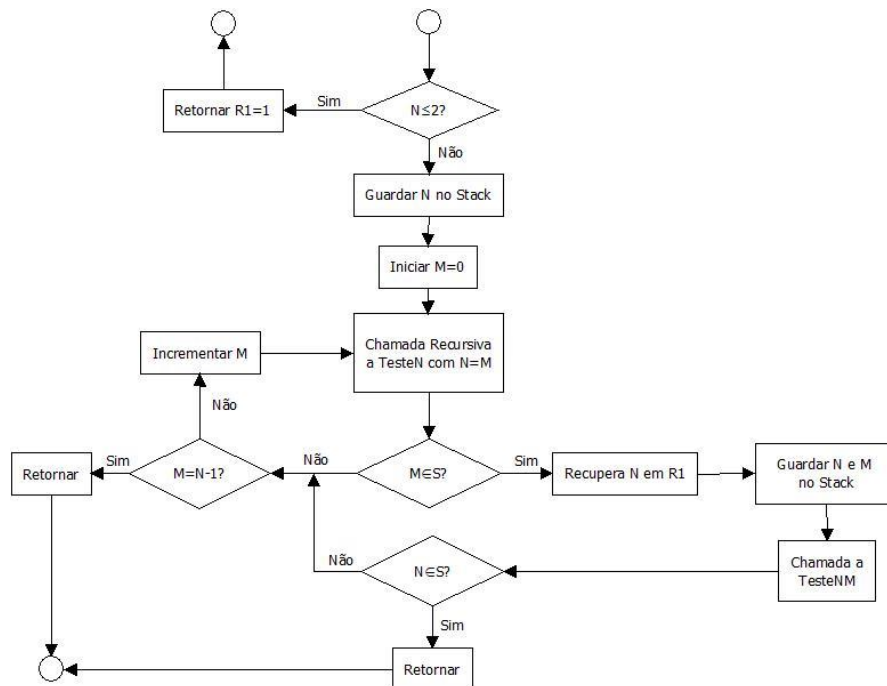 Retornar R1=1
Sim
N≤2?
Não
Guardar N no Stack
Iniciar M=0
Incrementar M
Chamada Recursiva
a TesteN com N=M
Não
Retornar
Sim
M=N-1?
Não
M∈S?
Sim
Recupera N em R1
Guardar N e M
no Stack
Não
N∈S?
Chamada a
TesteNM
Sim
Retornar